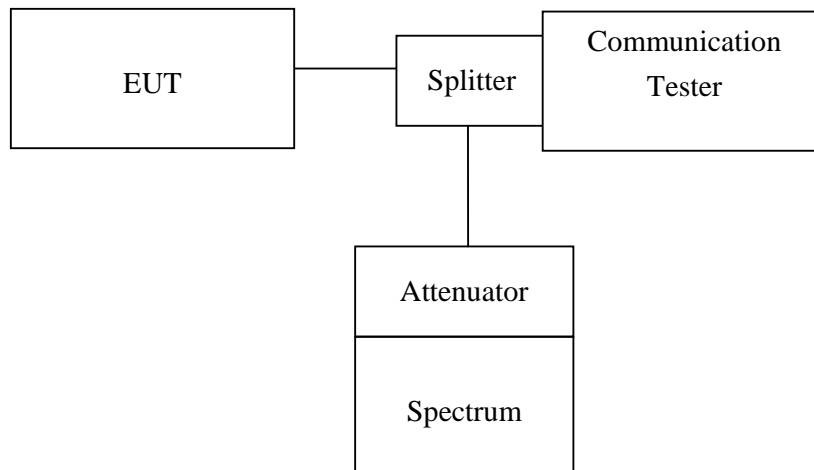 EUT
Splitter
Communication
Tester
Attenuator
Spectrum